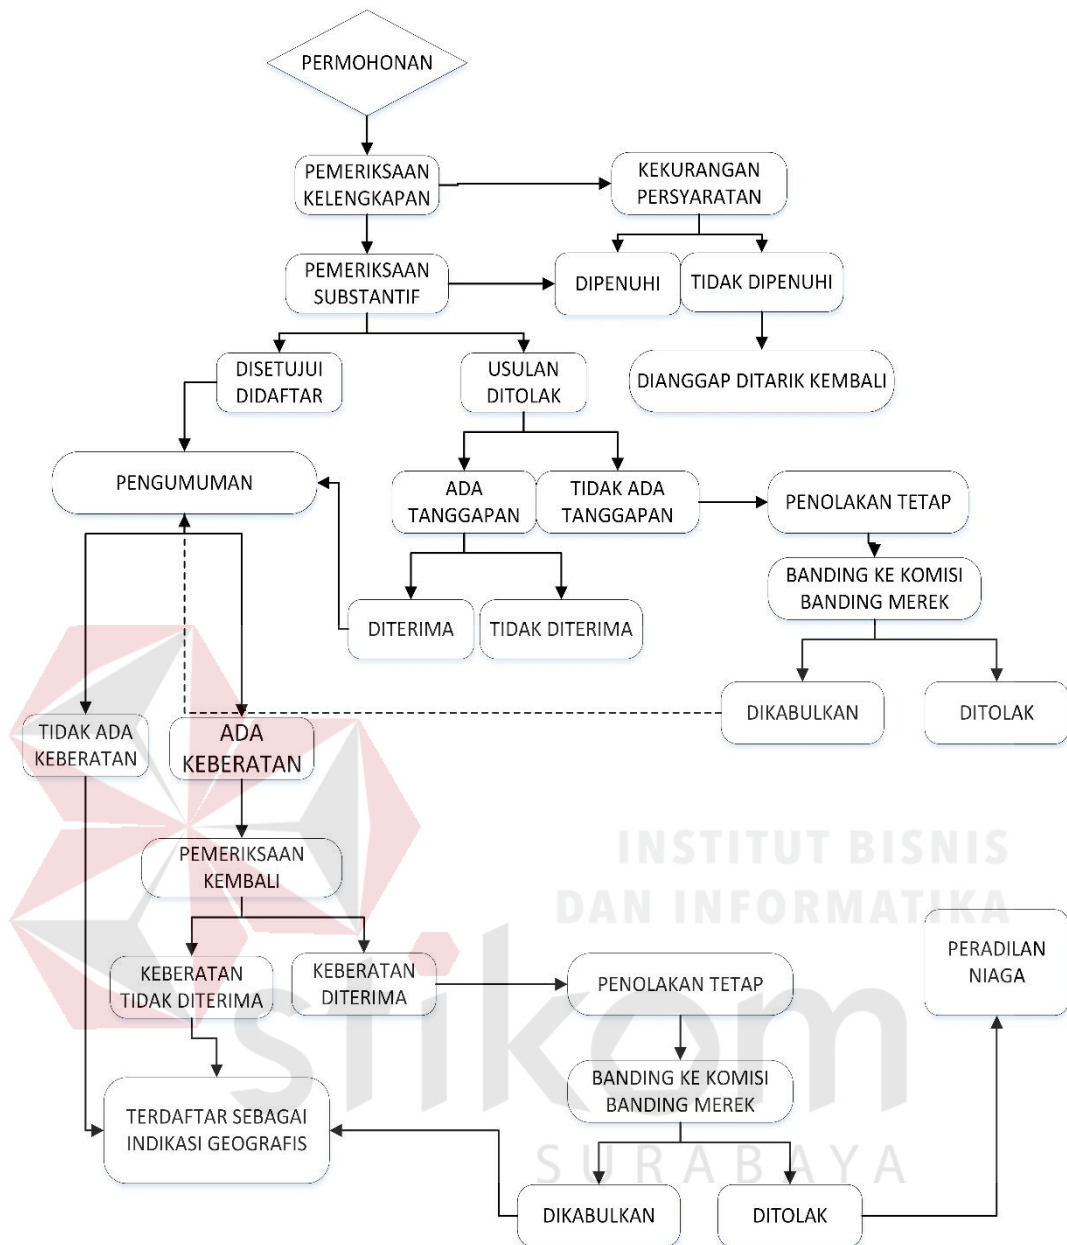 PERMOHONAN
PEMERIKSAAN
KELENGKAPAN
KEKURANGAN
PERSYARATAN
PEMERIKSAAN
SUBSTANTIF
DIPENUHI
TIDAK DIPENUHI
DISETUJUI
DIDAFTAR
USULAN
DITOLAK
DIANGGAP DITARIK KEMBALI
PENGUMUMAN
ADA
TANGGAPAN
TIDAK ADA
TANGGAPAN
PENOLAKAN TETAP
BANDING KE KOMISI
BANDING MEREK
DITERIMA
TIDAK DITERIMA
DIKABULKAN
DITOLAK
TIDAK ADA
KEBERATAN
ADA
KEBERATAN
PEMERIKSAAN
KEMBALI
INSTITUT BISNIS
DAN INFORMATIKA
KEBERATAN
TIDAK DITERIMA
KEBERATAN
DITERIMA
PENOLAKAN TETAP
PERADILAN
NIAGA
stikom
SURABAYA
TERDAFTAR SEBAGAI
INDIKASI GEOGRAFIS
BANDING KE KOMISI
BANDING MEREK
DIKABULKAN
DITOLAK